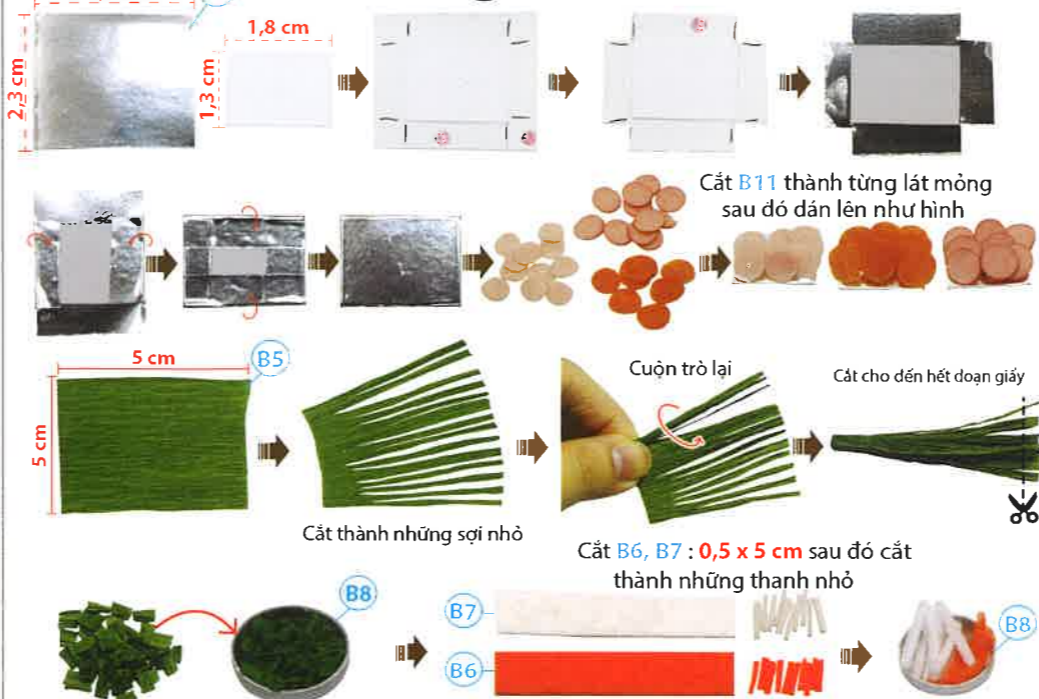 1,8 cm
2,3 cm
1,3 cm
Cắt B11 thành từng lát mỏng
sau đó dán lên như hình
5 cm
B5
5 cm
Cuộn trò lại
Cắt cho đến hết đoạn giấy
Cắt thành những sợi nhỏ
Cắt B6, B7 : 0,5 x 5 cm sau đó cắt
thành những thanh nhỏ
B8
B7
B6
B8